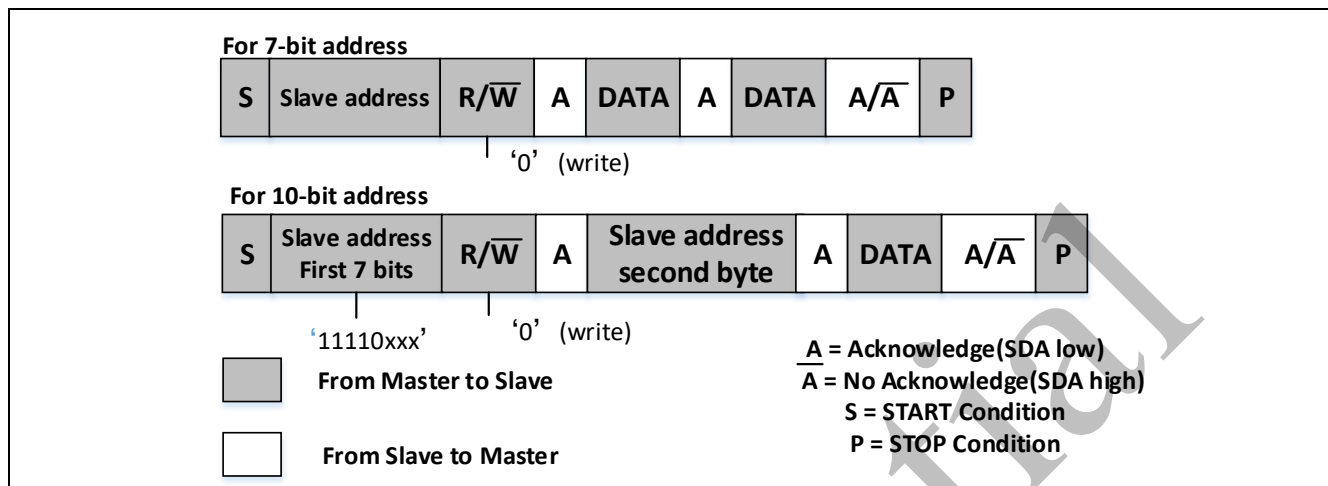 For 7-bit address
S Slave address R/W̅ A DATA A DATA A/A̅ P
‘0’ (write)
For 10-bit address
S Slave address First 7 bits R/W̅ A Slave address second byte A DATA A/A̅ P
‘11110xxx’ ‘0’ (write)
From Master to Slave
From Slave to Master
A = Acknowledge(SDA low)
A̅ = No Acknowledge(SDA high)
S = START Condition
P = STOP Condition
tial